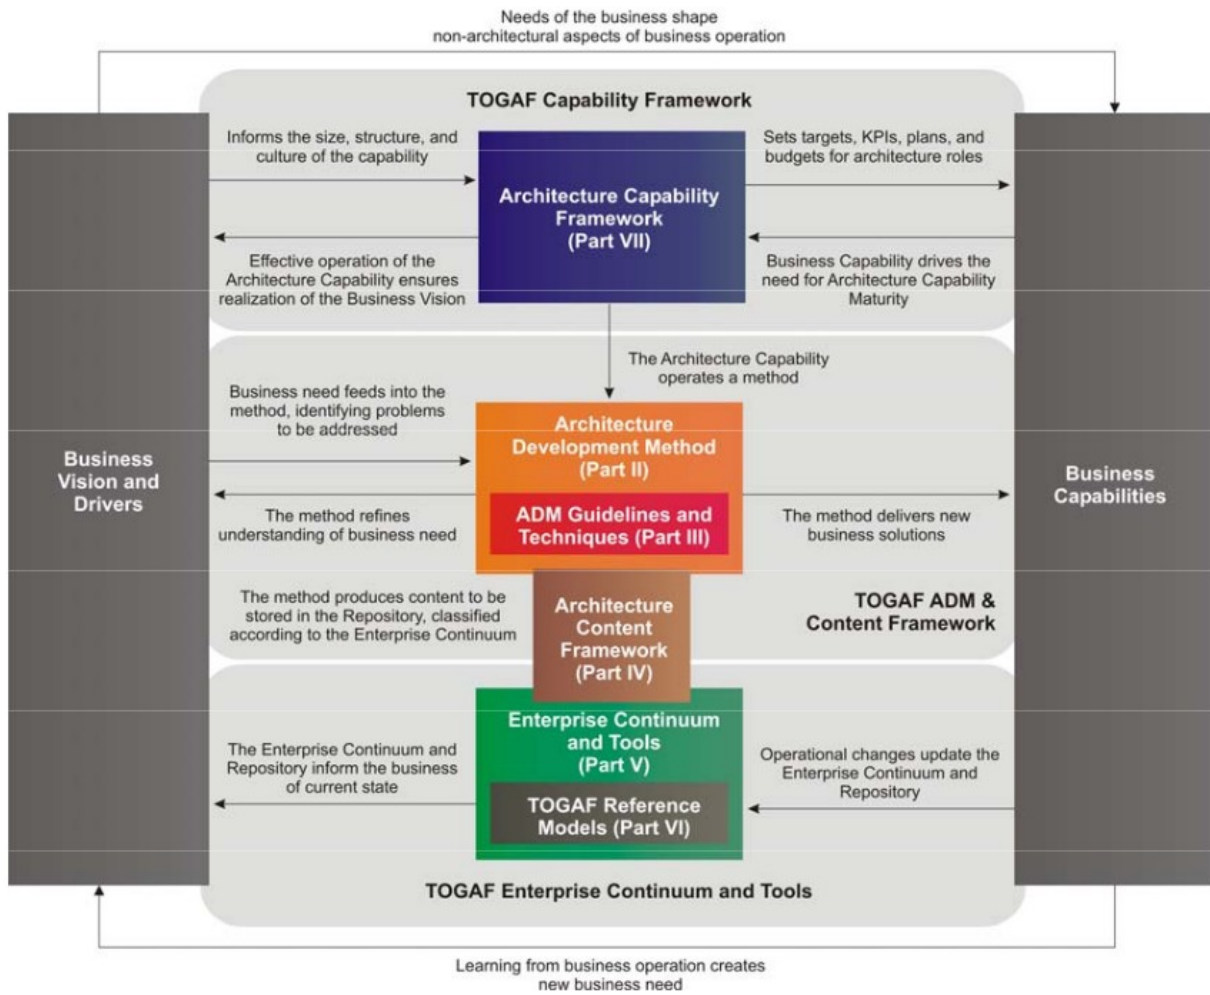 Needs of the business shape
non-architectural aspects of business operation
TOGAF Capability Framework
Informs the size, structure, and
culture of the capability
Architecture Capability
Framework
(Part VII)
Sets targets, KPIs, plans, and
budgets for architecture roles
Effective operation of the
Architecture Capability ensures
realization of the Business Vision
Business Capability drives the
need for Architecture Capability
Maturity
The Architecture Capability
operates a method
Business need feeds into the
method, identifying problems
to be addressed
Architecture
Development Method
(Part II)
Business
Vision and
Drivers
Business
Capabilities
The method refines
understanding of business need
ADM Guidelines and
Techniques (Part III)
The method delivers new
business solutions
The method produces content to be
stored in the Repository, classified
according to the Enterprise Continuum
Architecture
Content
Framework
(Part IV)
TOGAF ADM &
Content Framework
The Enterprise Continuum and
Repository inform the business
of current state
Enterprise Continuum
and Tools
(Part V)
TOGAF Reference
Models (Part VI)
Operational changes update the
Enterprise Continuum and
Repository
TOGAF Enterprise Continuum and Tools
Learning from business operation creates
new business need